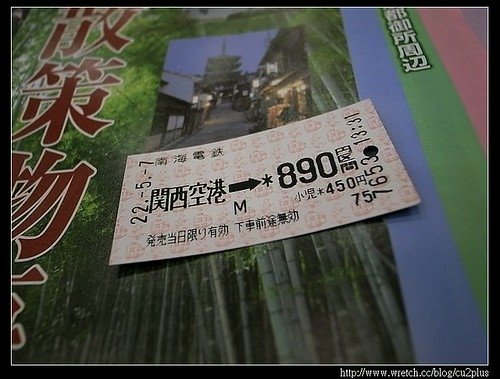 散策物
都御所周辺
南海電鉄
22.-5.-7
関西空港➡*890円区間
M
小児*450円
13:31
7653
75
発売当日限り有効 下車前途無効
http://www.wretch.cc/blog/cu2plus